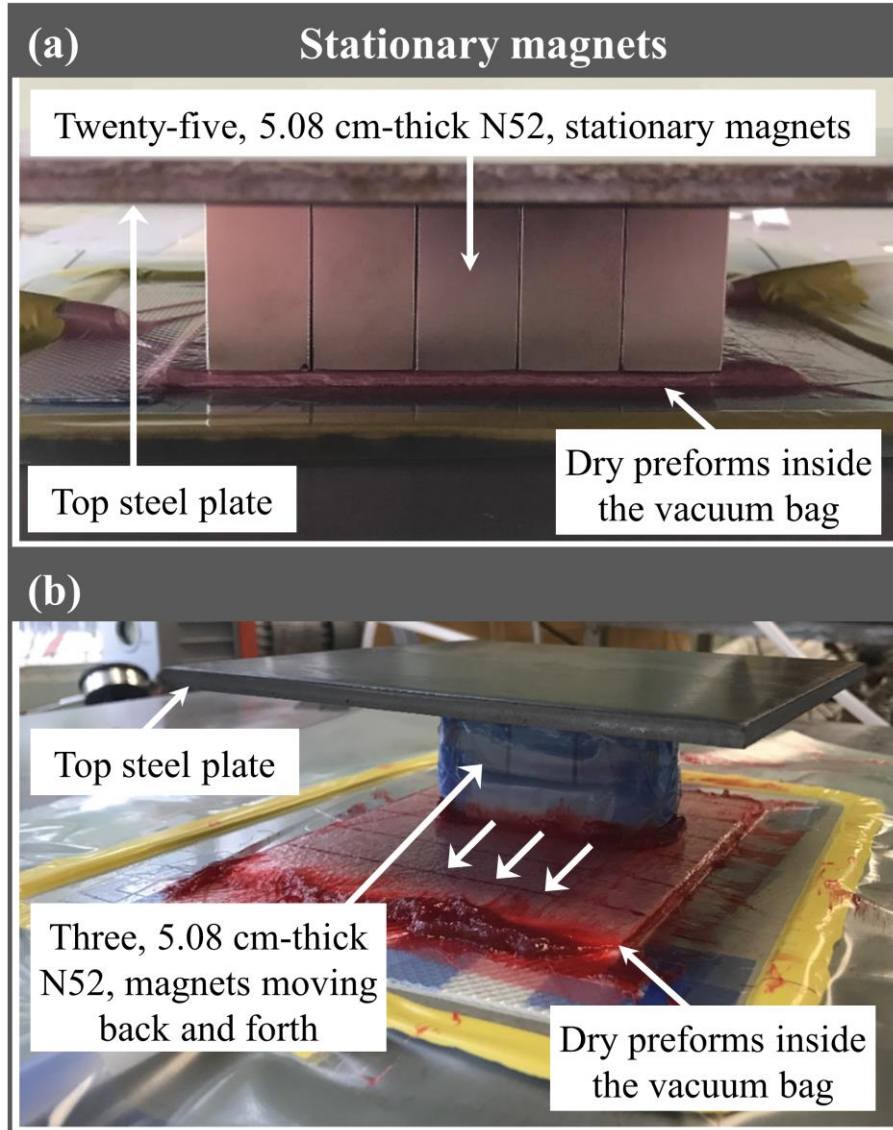 (a)
Stationary magnets
Twenty-five, 5.08 cm-thick N52, stationary magnets
Top steel plate
Dry preforms inside
the vacuum bag
(b)
Top steel plate
Three, 5.08 cm-thick
N52, magnets moving
back and forth
Dry preforms inside
the vacuum bag